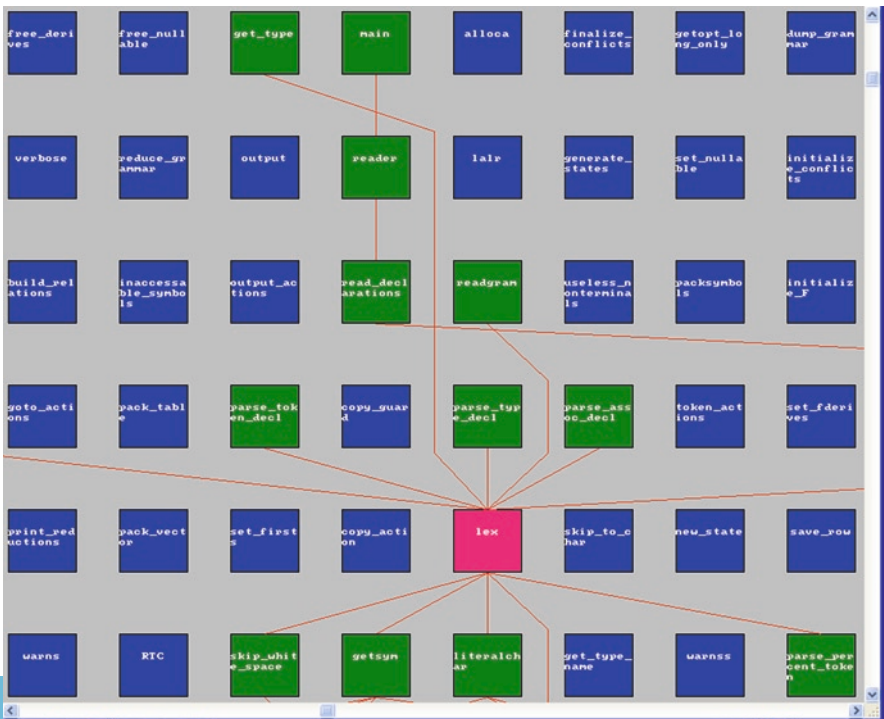 free_deri
ves
free_null
able
get_type
main
alloca
finalize_
conflicts
getopt_lo
ng_only
dump_gram
mar
verbose
reduce_gr
ammar
output
reader
lalr
generate_
states
set_nulla
ble
initializ
e_conflic
ts
build_rel
ations
inaccessa
ble_symbo
ls
output_ac
tions
read_decl
arations
readgram
useless_n
ontermina
ls
packsymbo
ls
initializ
e_F
goto_acti
ons
pack_tabl
e
parse_tok
en_decl
copy_guar
d
parse_typ
e_decl
parse_ass
oc_decl
token_act
ions
set_fderi
ves
print_red
uctions
pack_vect
or
set_first
s
copy_acti
on
lex
skip_to_c
har
new_state
save_row
warns
RTC
skip_whit
e_space
getsym
literalch
ar
get_type_
name
warnss
parse_per
cent_toke
n